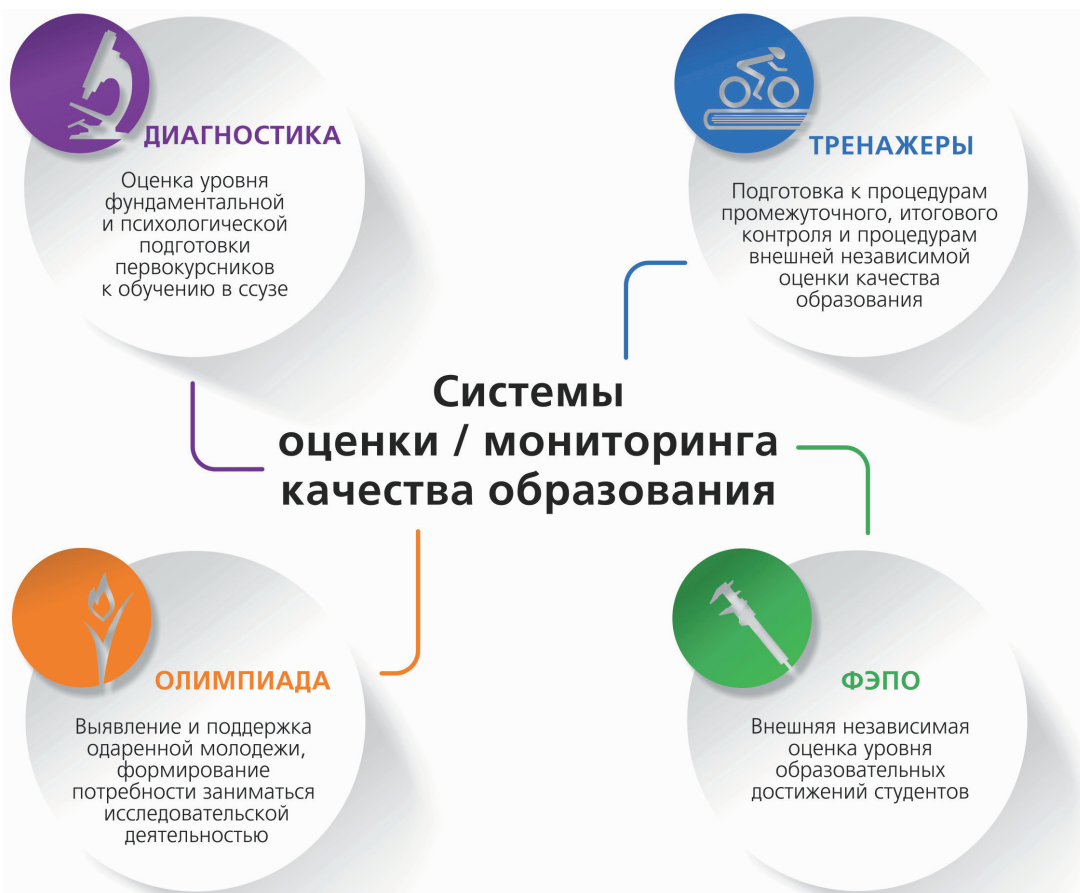 ДИАГНОСТИКА
Оценка уровня
фундаментальной
и психологической
подготовки
первокурсников
к обучению в ссузе
ТРЕНАЖЕРЫ
Подготовка к процедурам
промежуточного, итогового
контроля и процедурам
внешней независимой
оценки качества
образования
Системы
оценки / мониторинга
качества образования
ОЛИМПИАДА
Выявление и поддержка
одаренной молодежи,
формирование
потребности заниматься
исследовательской
деятельностью
ФЭПО
Внешняя независимая
оценка уровня
образовательных
достижений студентов